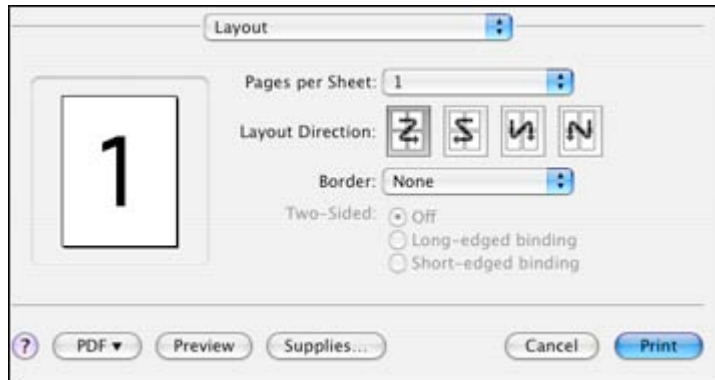 Layout
Pages per Sheet: 1
1
Layout Direction:
Border: None
Two-Sided: Off
Long-edged binding
Short-edged binding
? PDF Preview Supplies... Cancel Print